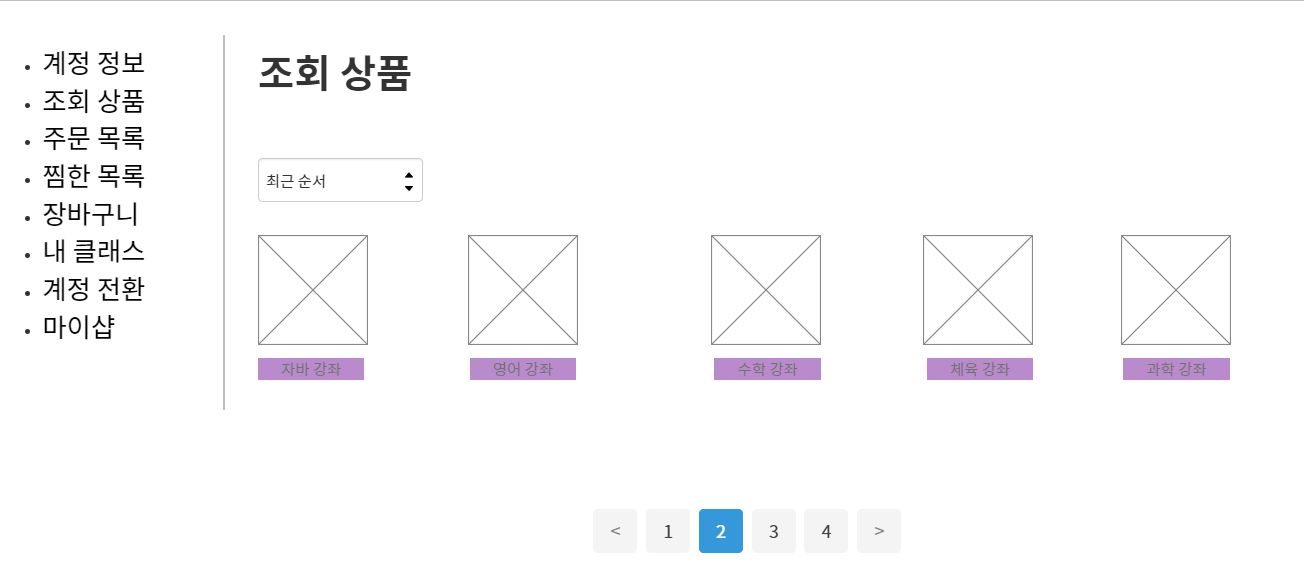 계정 정보
조회 상품
주문 목록
찜한 목록
장바구니
내 클래스
계정 전환
마이샵
조회 상품
최근 순서
자바 강좌 영어 강좌 수학 강좌 체육 강좌 과학 강좌
< 1 2 3 4 >